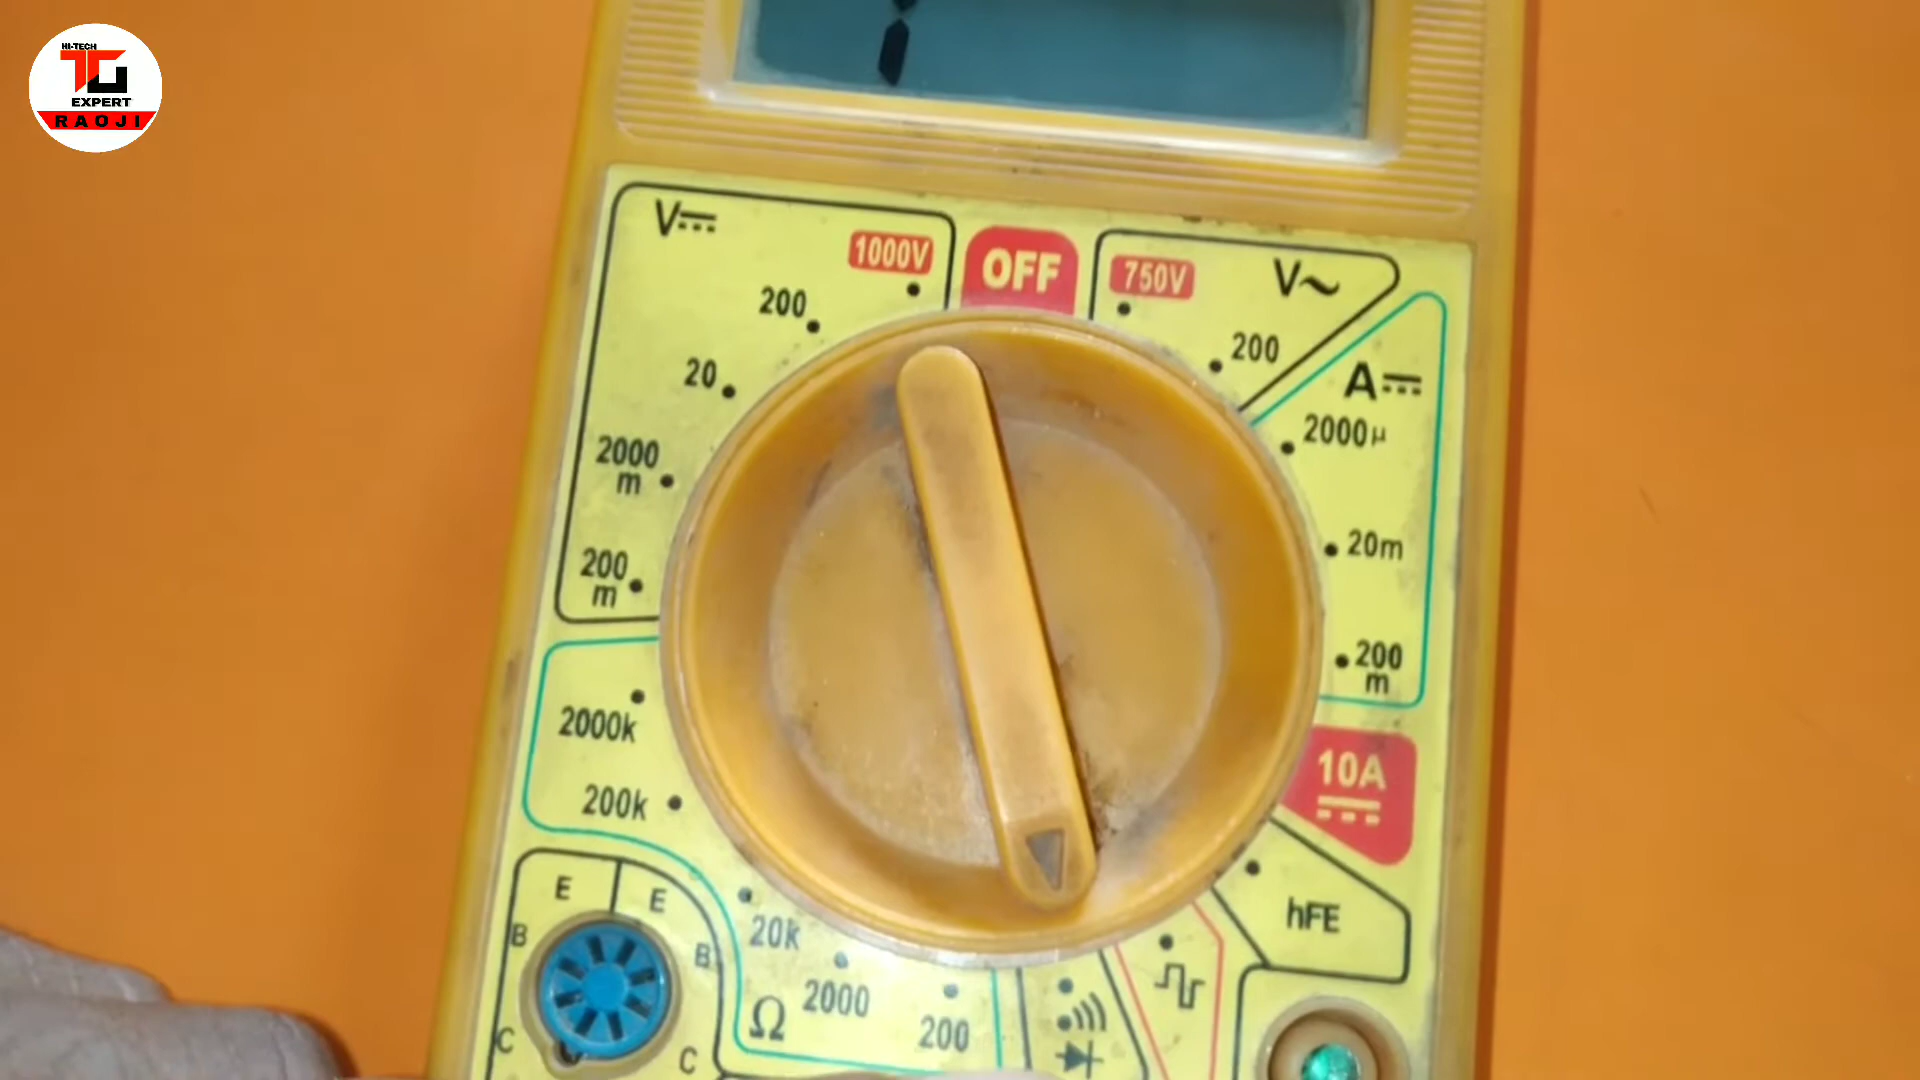 HI-TECH
TG
EXPERT
RAOJI
V
1000V
OFF
750V
V~
200
200
A
20
2000µ
2000
m
20m
200
m
200
m
2000k
10A
200k
E
E
hFE
B
B
20k
Ω
2000
200
C
C